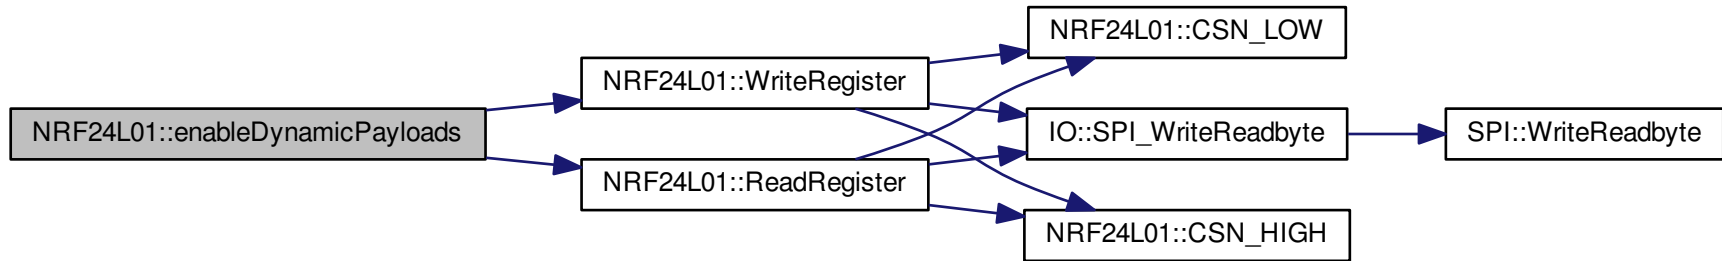 NRF24L01::enableDynamicPayloads
NRF24L01::WriteRegister
NRF24L01::ReadRegister
NRF24L01::CSN_LOW
IO::SPI_WriteReadbyte
NRF24L01::CSN_HIGH
SPI::WriteReadbyte